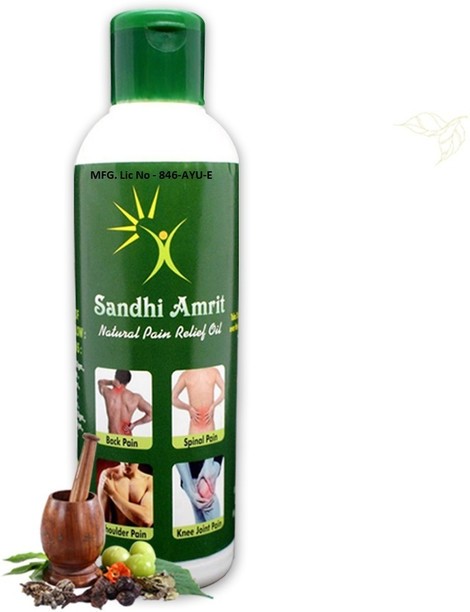 MFG. Lic No - 846-AYU-E
Sandhi Amrit
Natural Pain Relief Oil
Back Pain
Spinal Pain
houlder Pain
Knee Joint Pain